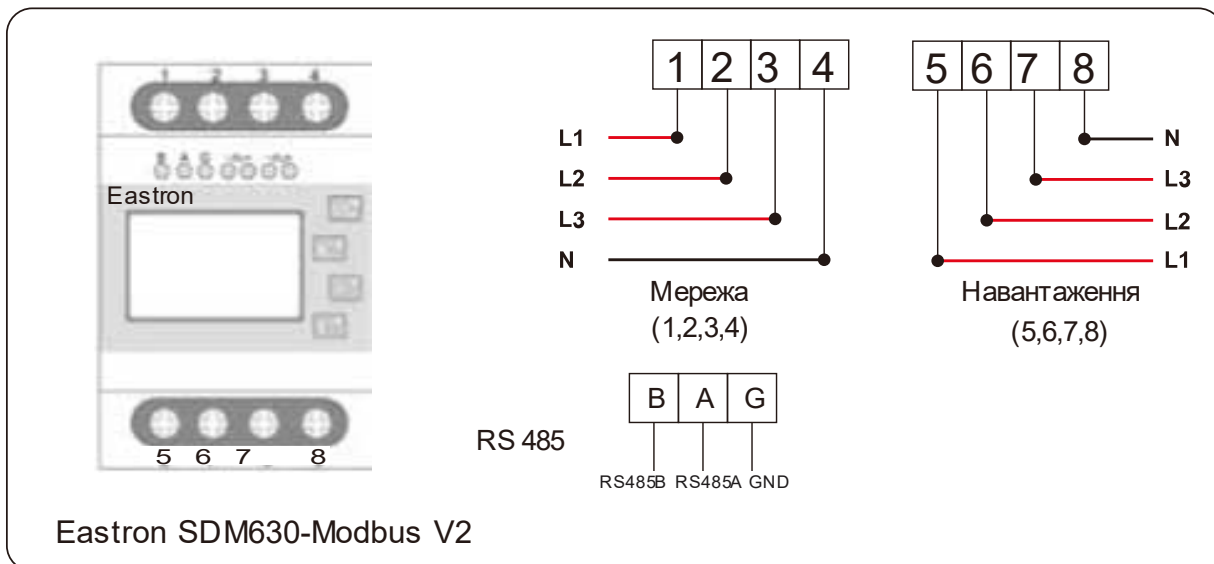 1 2 3 4
B A G
Eastron
5 6 7 8
Eastron SDM630-Modbus V2
1 2 3 4
L1
L2
L3
N
Мережа
(1,2,3,4)
5 6 7 8
N
L3
L2
L1
Навантаження
(5,6,7,8)
RS 485
B A G
RS485B RS485A GND